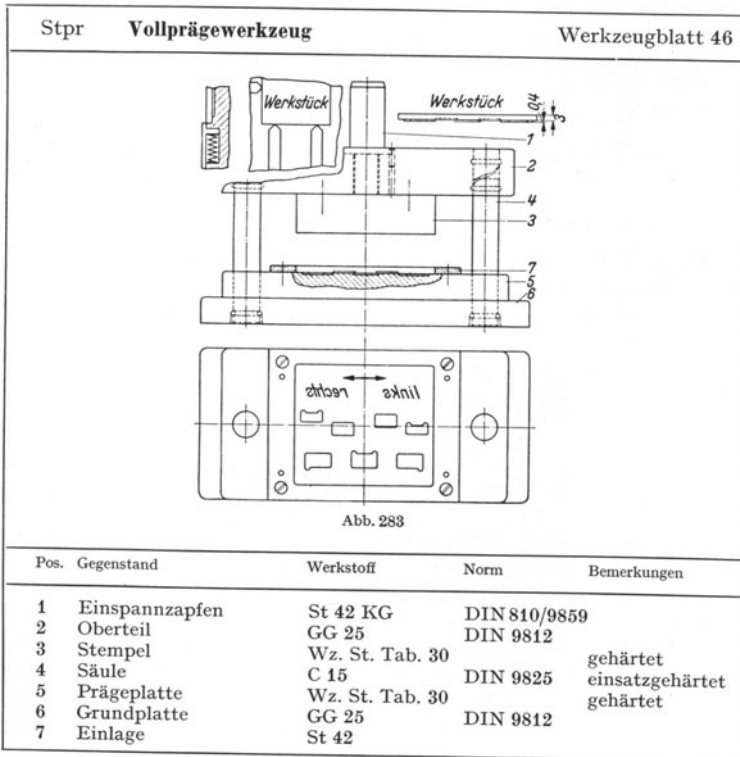 Stpr Vollprägewerkzeug Werkzeugblatt 46
Werkstück Werkstück 0,4 3
1
2
4
3
7
5
6
rechts links
Abb. 283
Pos. Gegenstand Werkstoff Norm Bemerkungen
1 Einspannzapfen St 42 KG DIN 810/9859
2 Oberteil GG 25 DIN 9812
3 Stempel Wz. St. Tab. 30 gehärtet
4 Säule C 15 DIN 9825 einsatzgehärtet
5 Prägeplatte Wz. St. Tab. 30 gehärtet
6 Grundplatte GG 25 DIN 9812
7 Einlage St 42